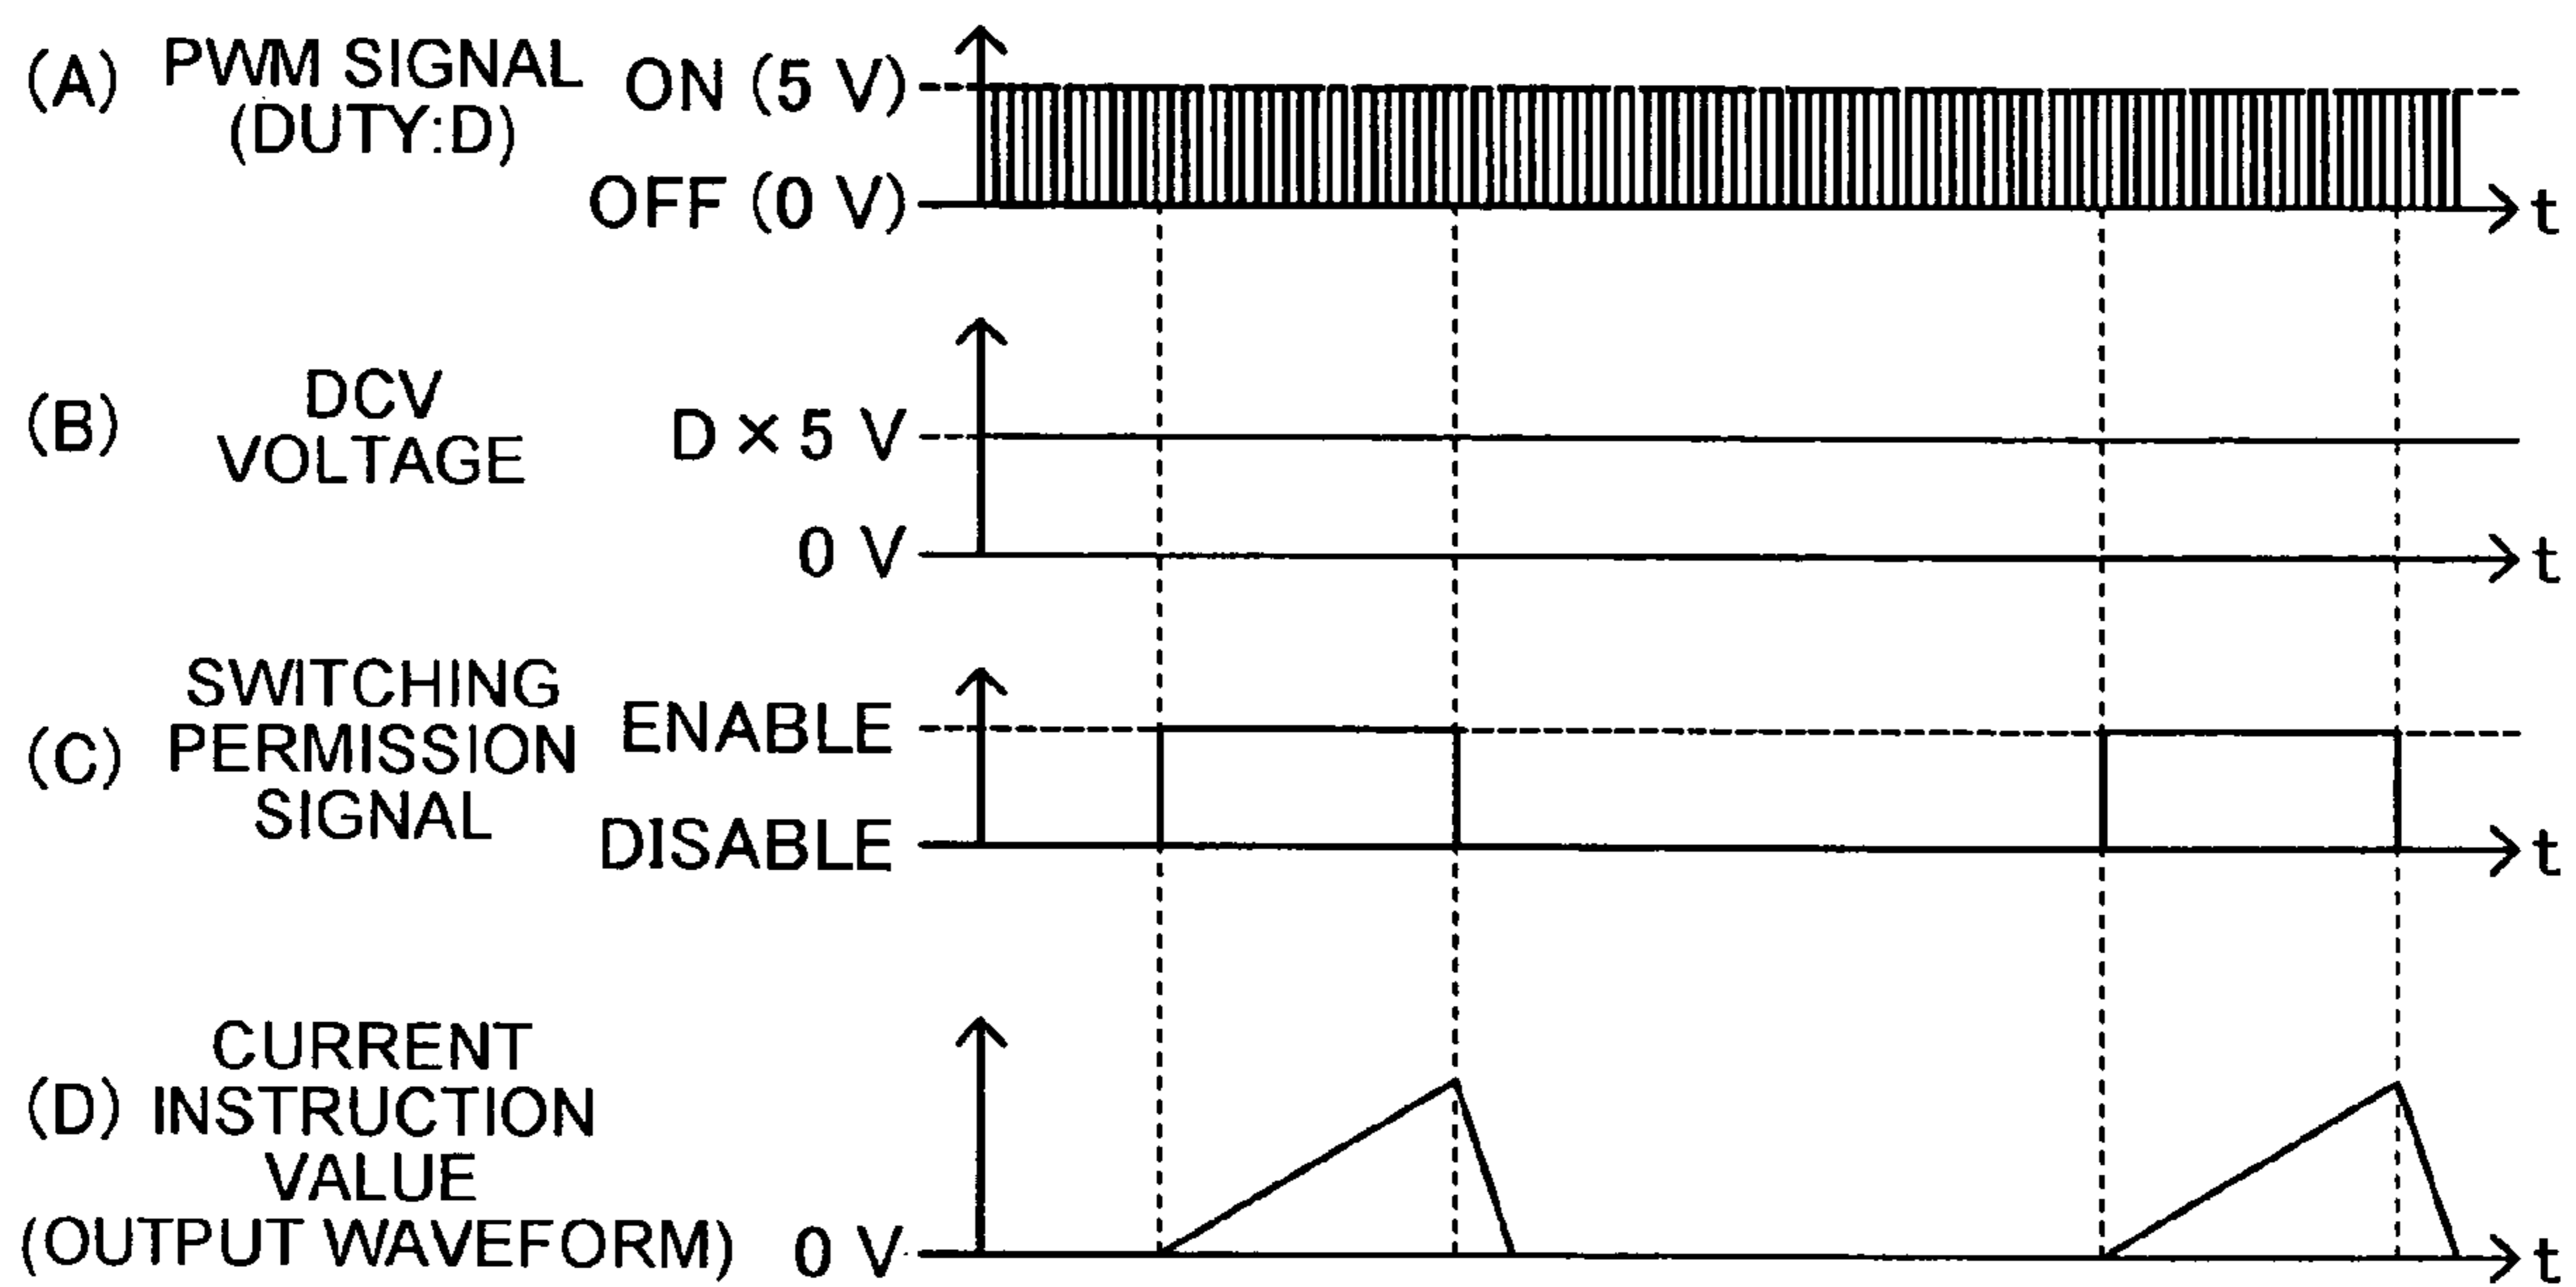 (A) PWM SIGNAL
(DUTY:D)
ON (5 V)
OFF (0 V)
t
(B) DCV
VOLTAGE
D × 5 V
0 V
t
(C) SWITCHING
PERMISSION
SIGNAL
ENABLE
DISABLE
t
(D) CURRENT
INSTRUCTION
VALUE
(OUTPUT WAVEFORM)
0 V
t